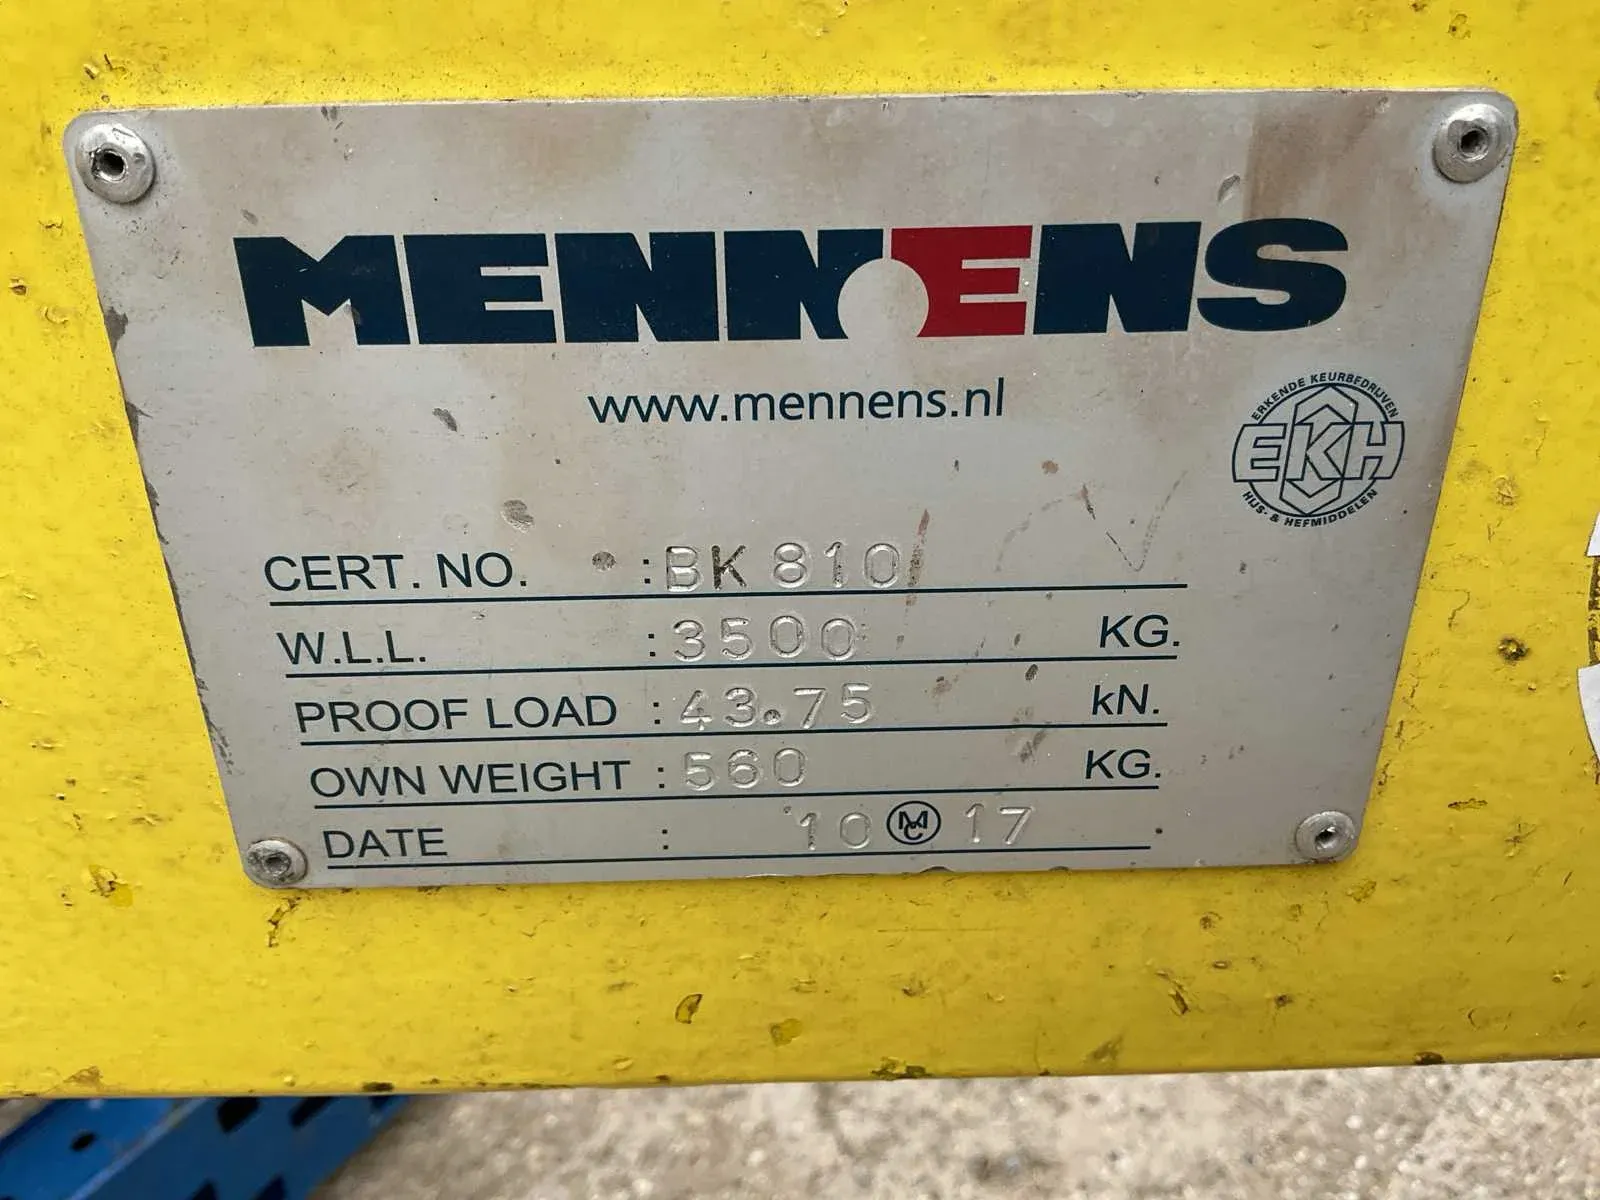 MENNENS
www.mennens.nl
ERKENDE KEURBEDRIJVEN
EKH
HIJS- & HEFMIDDELEN
CERT. NO. : BK 810
W.L.L. : 3500 KG.
PROOF LOAD : 43.75 kN.
OWN WEIGHT : 560 KG.
DATE : 10 MC 17